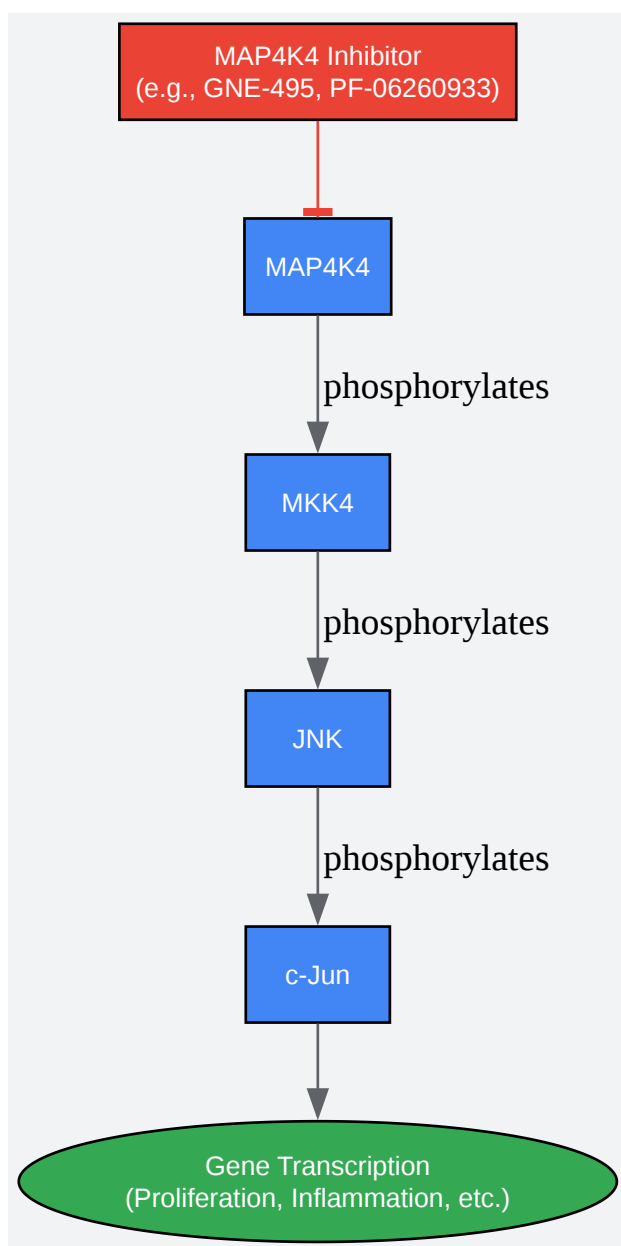 MAP4K4 Inhibitor
(e.g., GNE-495, PF-06260933)
MAP4K4
phosphorylates
MKK4
phosphorylates
JNK
phosphorylates
c-Jun
Gene Transcription
(Proliferation, Inflammation, etc.)